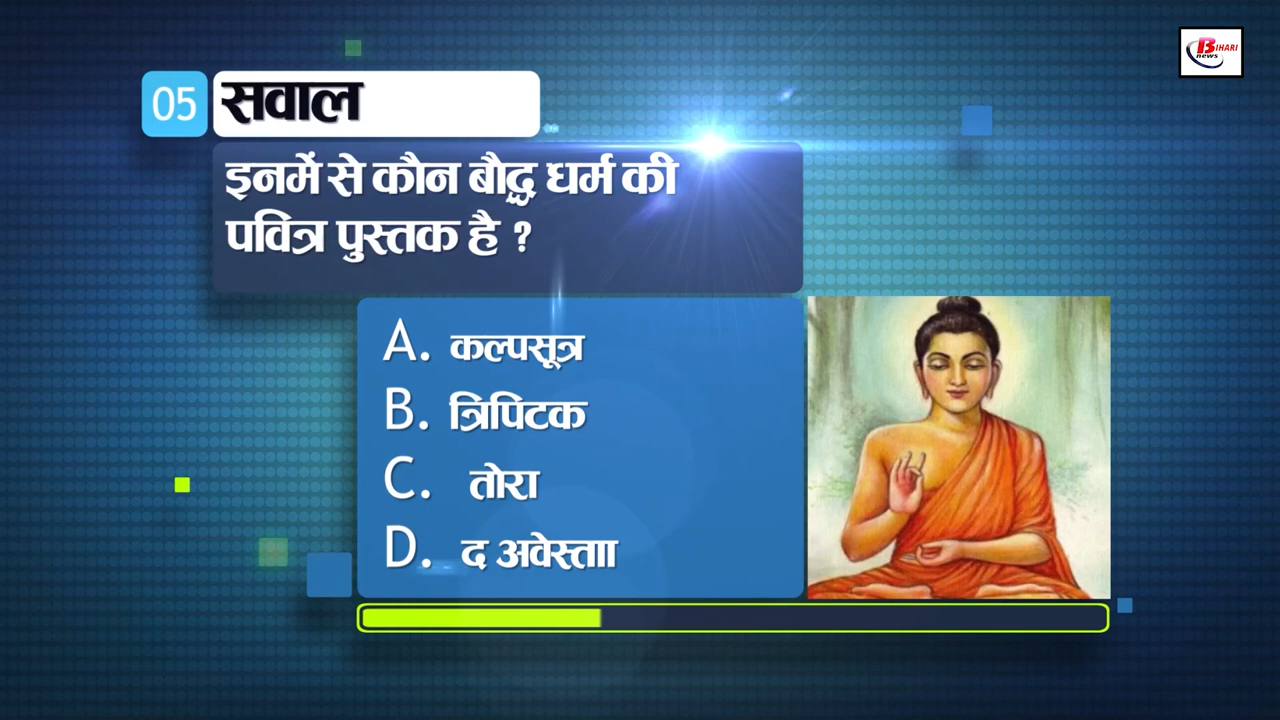 BIHARI
news
05 सवाल
इनमें से कौन बौद्ध धर्म की
पवित्र पुस्तक है ?
A. कल्पसूत्र
B. त्रिपिटक
C. तोरा
D. द अवेस्ताा